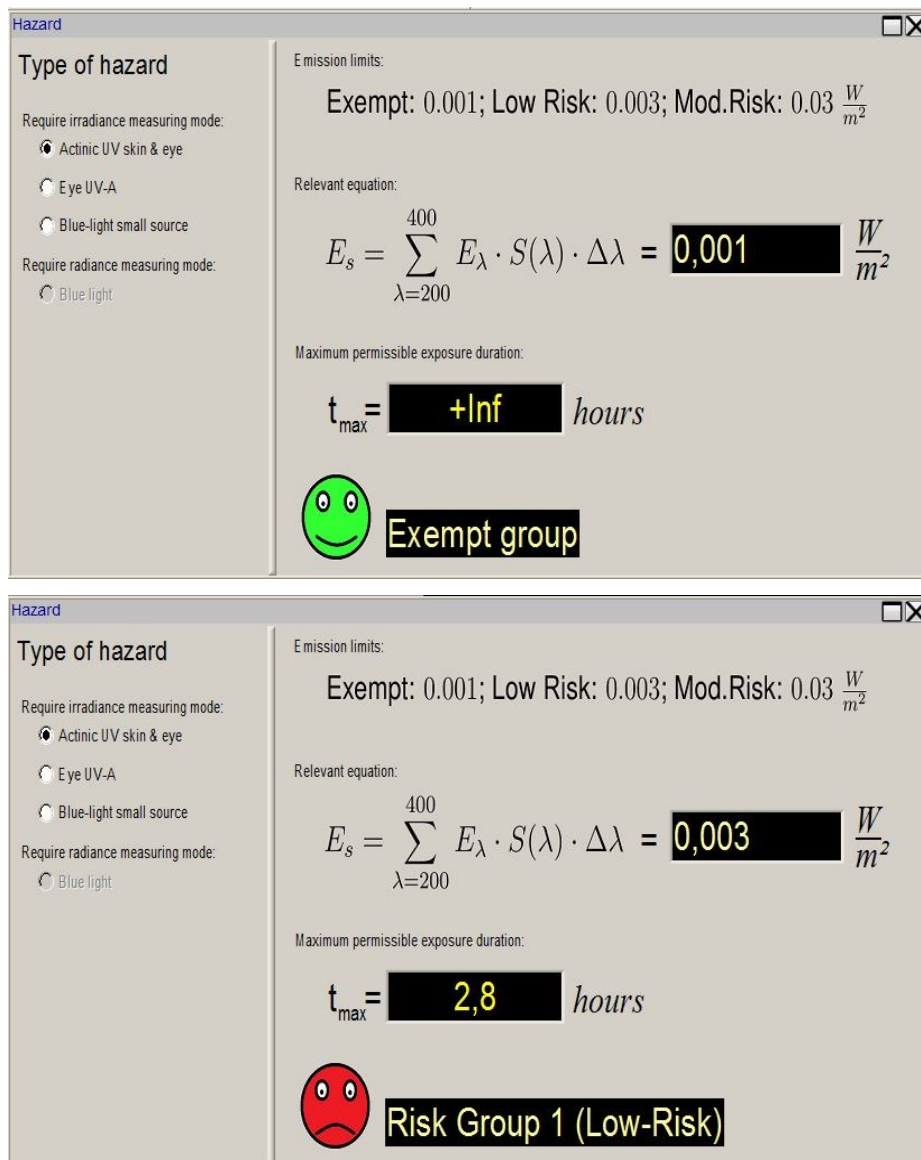 Hazard
Type of hazard
Require irradiance measuring mode:
Actinic UV skin & eye
Eye UV-A
Blue-light small source
Require radiance measuring mode:
Blue light
Emission limits:
Exempt: 0.001; Low Risk: 0.003; Mod.Risk: 0.03 W/m²
Relevant equation:
E_s = ∑_{λ=200}^{400} E_λ · S(λ) · Δλ = 0,001 W/m²
Maximum permissible exposure duration:
t_max = +Inf hours
Exempt group
Hazard
Type of hazard
Require irradiance measuring mode:
Actinic UV skin & eye
Eye UV-A
Blue-light small source
Require radiance measuring mode:
Blue light
Emission limits:
Exempt: 0.001; Low Risk: 0.003; Mod.Risk: 0.03 W/m²
Relevant equation:
E_s = ∑_{λ=200}^{400} E_λ · S(λ) · Δλ = 0,003 W/m²
Maximum permissible exposure duration:
t_max = 2,8 hours
Risk Group 1 (Low-Risk)